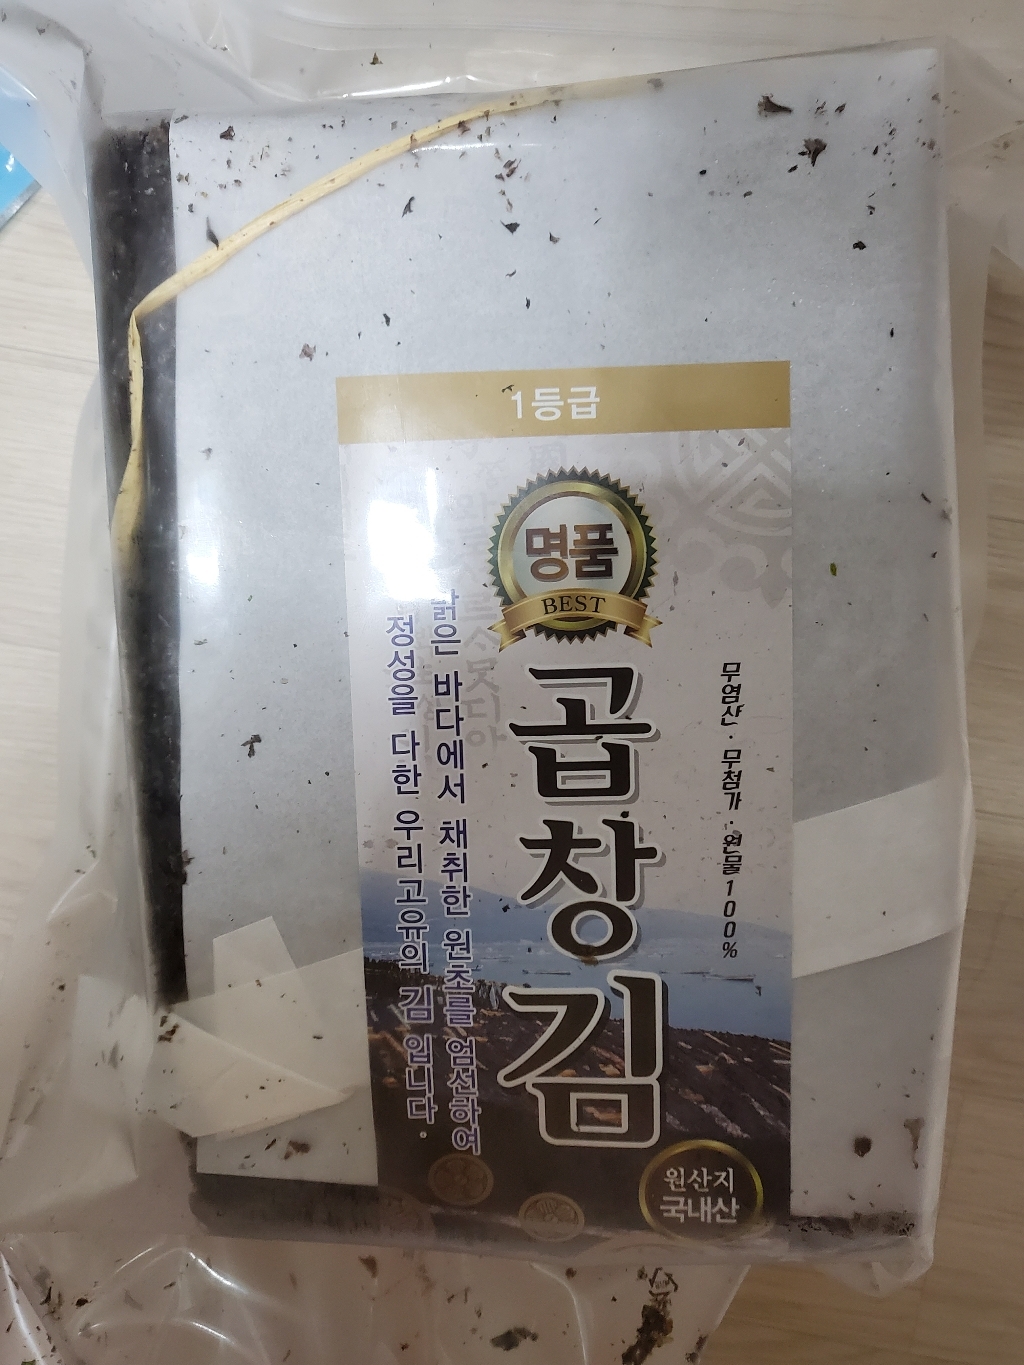 1등급
명품
BEST
곱창김
무염산 · 무첨가 · 원물100%
맑은 바다에서 채취한 원초를 엄선하여
정성을 다한 우리고유의 김 입니다.
원산지
국내산